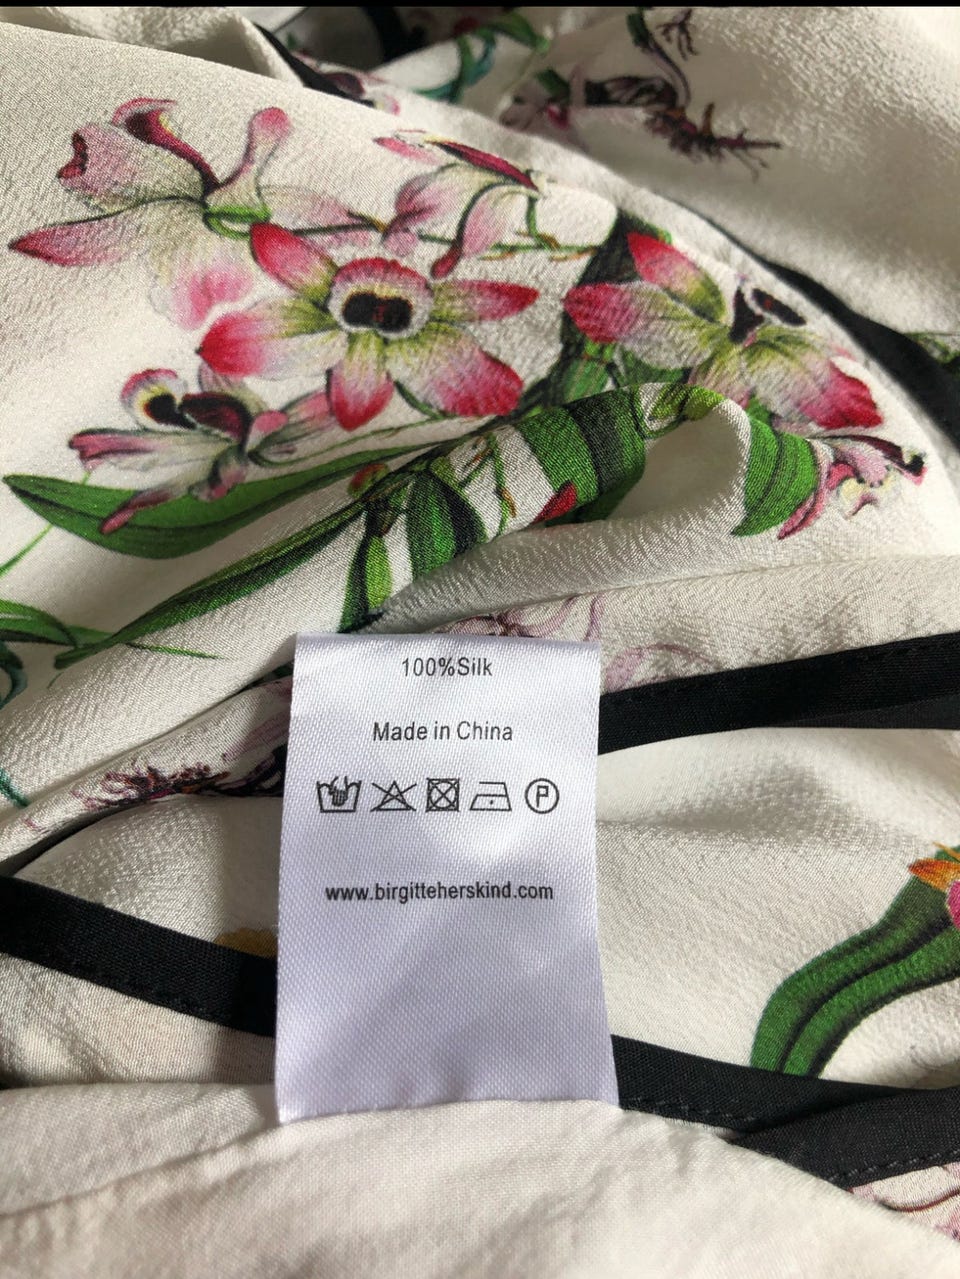 100%Silk
Made in China
P
www.birgitteherskind.com